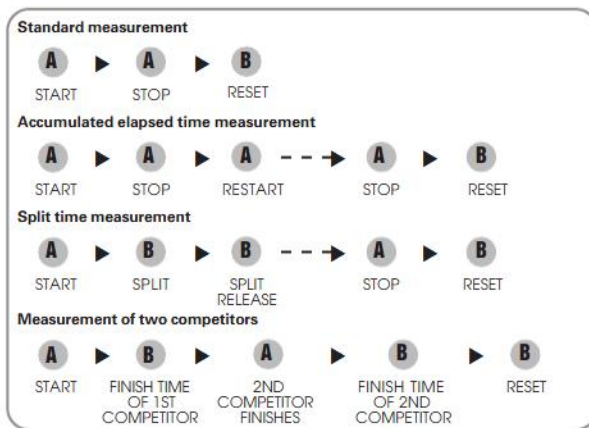 Standard measurement
A A B
START STOP RESET
Accumulated elapsed time measurement
A A A A B
START STOP RESTART STOP RESET
Split time measurement
A B B A B
START SPLIT SPLIT STOP RESET
RELEASE
Measurement of two competitors
A B A B B
START FINISH TIME 2ND FINISH TIME RESET
OF 1ST COMPETITOR OF 2ND
COMPETITOR FINISHES COMPETITOR